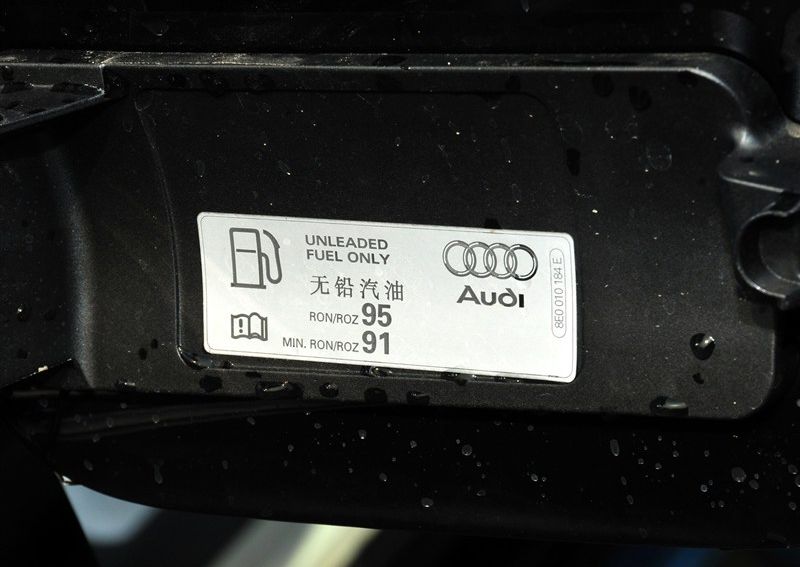 UNLEADED
FUEL ONLY
无铅汽油
RON/ROZ 95
MIN. RON/ROZ 91
Audi
8E0 010 184 E